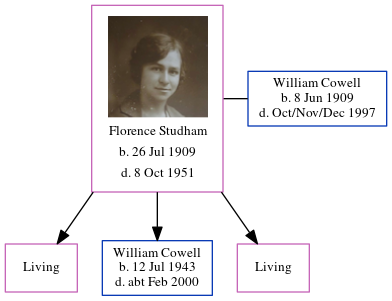 William Cowell
b. 8 Jun 1909
d. Oct/Nov/Dec 1997
Florence Studham
b. 26 Jul 1909
d. 8 Oct 1951
Living
William Cowell
b. 12 Jul 1943
d. abt Feb 2000
Living